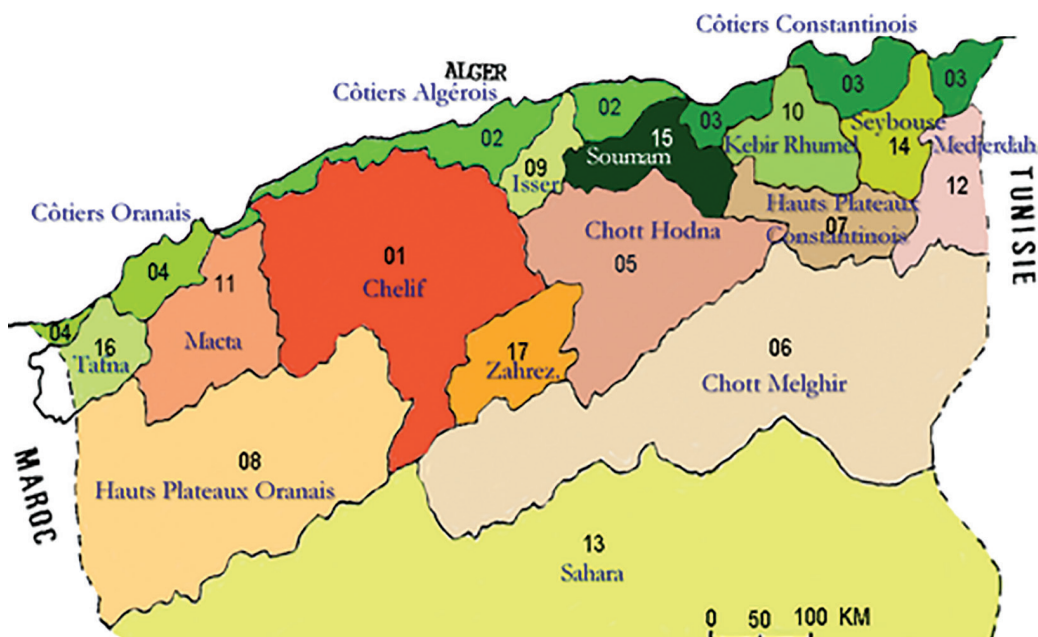 Côtiers Constantinois
ALGER
Côtiers Algérois
03
03
02
02
03
10
15
Seybouse
Kebir Rhumel
Soumam
14
Medjerdah
09
Isser
12
TUNISIE
Côtiers Oranais
Hauts Plateaux
07
Constantinois
Chott Hodna
05
01
Chelif
04
11
04
16
Tafna
Macta
17
Zahrez.
06
Chott Melghir
MAROC
08
Hauts Plateaux Oranais
13
Sahara
0 50 100 KM